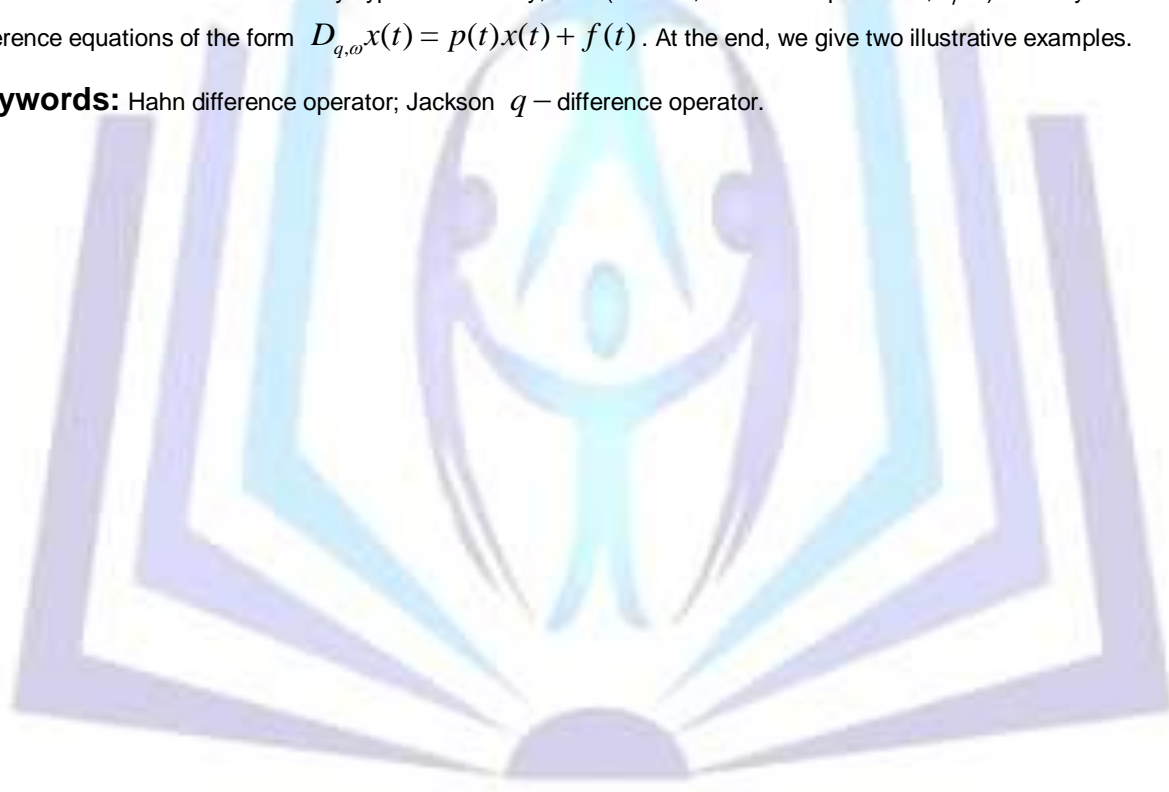 erence equations of the form $D_{q,\omega}x(t) = p(t)x(t) + f(t)$. At the end, we give two illustrative examples.
ywords: Hahn difference operator; Jackson $q$ – difference operator.